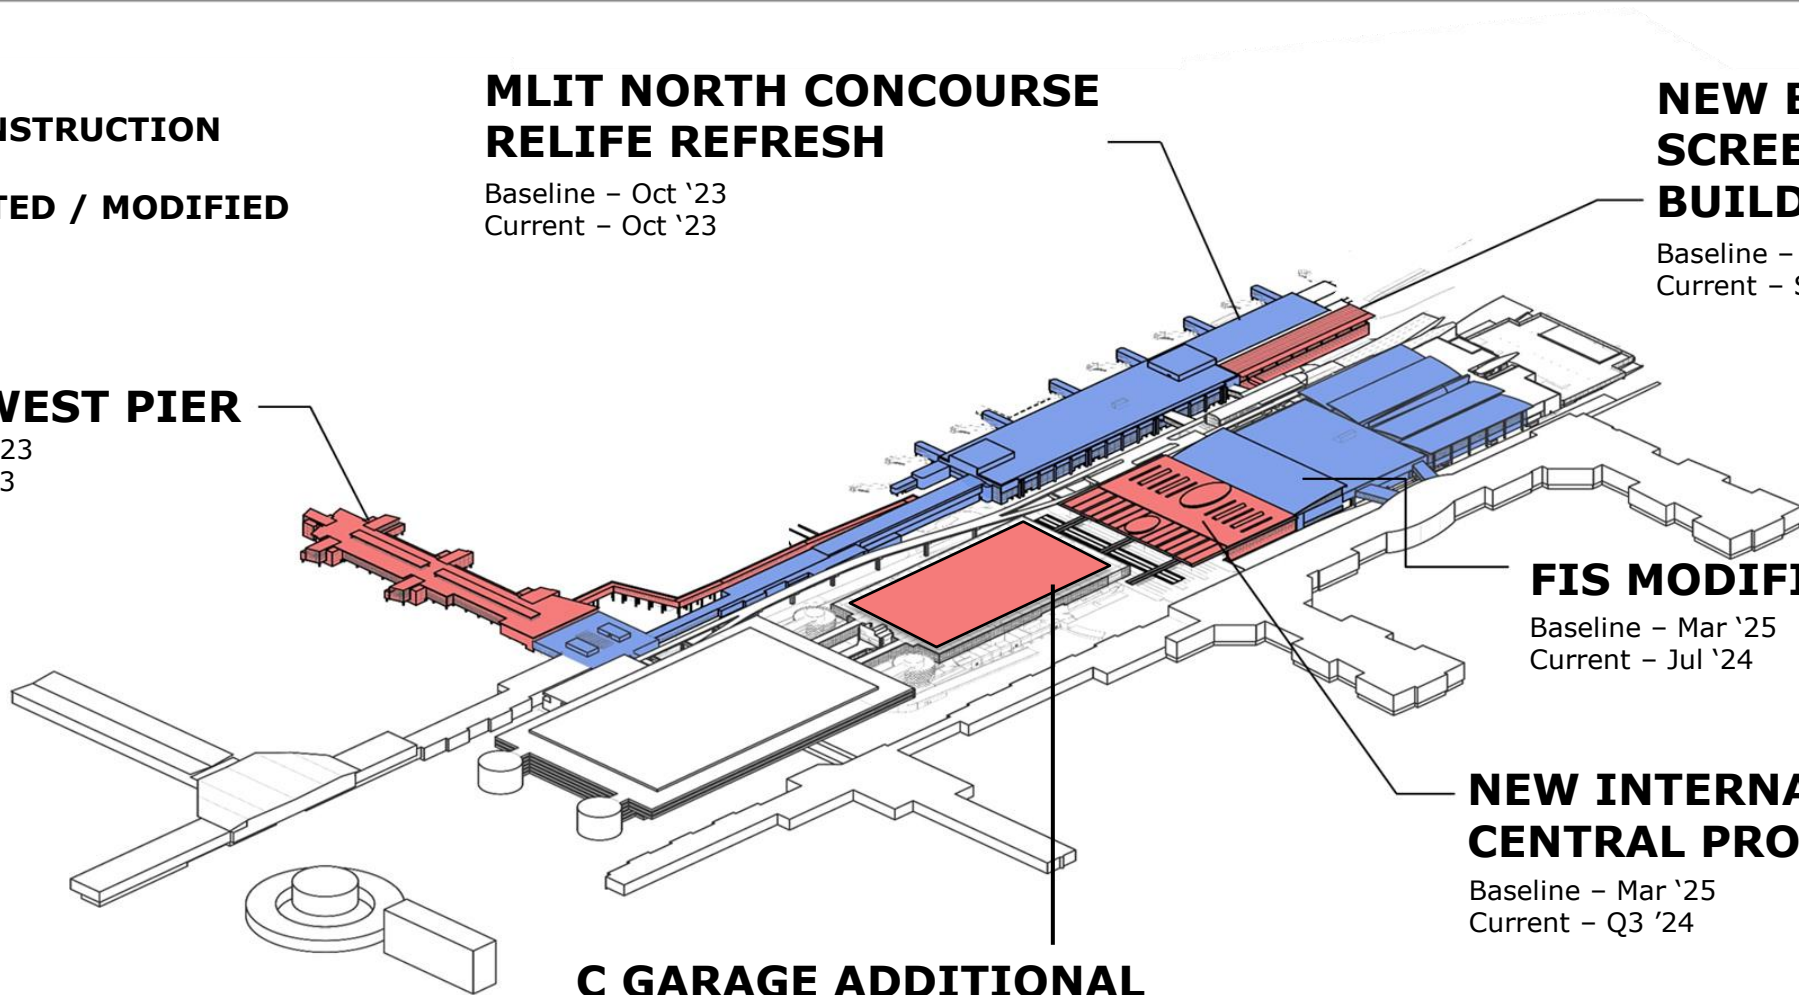 NSTRUCTION
TED / MODIFIED
MLIT NORTH CONCOURSE
RELIFE REFRESH
Baseline – Oct ‘23
Current – Oct ‘23
NEW
SCREE
BUILD
Baseline –
Current –
WEST PIER
23
3
FIS MODIFI
Baseline – Mar ‘25
Current – Jul ‘24
NEW INTERNA
CENTRAL PRO
Baseline – Mar ‘25
Current – Q3 ’24
C GARAGE ADDITIONAL